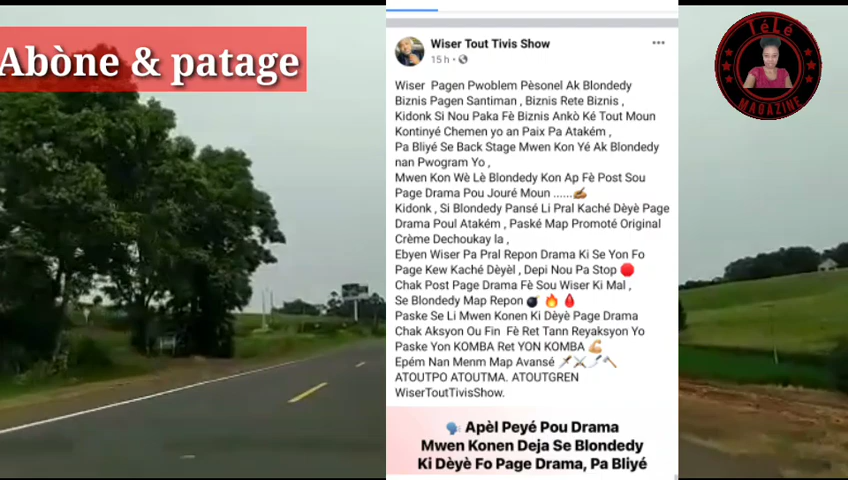 Abòne & patage
Wiser Tout Tivis Show
15 h
Wiser Pagen Pwoblem Pèsonel Ak Blondedy
Biznis Pagen Santiman , Biznis Rete Biznis ,
Kidonk Si Nou Paka Fè Biznis Ankò Ké Tout Moun
Kontinyé Chemen yo an Paix Pa Atakém ,
Pa Bliyé Se Back Stage Mwen Kon Yé Ak Blondedy
nan Pwogram Yo ,
Mwen Kon Wè Lè Blondedy Kon Ap Fè Post Sou
Page Drama Pou Jouré Moun ......✍🏾
Kidonk , Si Blondedy Pansé Li Pral Kaché Dèyè Page
Drama Poul Atakém , Paské Map Promoté Original
Crème Dechoukay la ,
Ebyen Wiser Pa Pral Repon Drama Ki Se Yon Fo
Page Kew Kaché Dèyèl , Depi Nou Pa Stop 🛑
Chak Post Page Drama Fè Sou Wiser Ki Mal ,
Se Blondedy Map Repon 💣 🔥 🩸
Paske Se Li Mwen Konen Ki Dèyè Page Drama
Chak Aksyon Ou Fin Fè Ret Tann Reyaksyon Yo
Paske Yon KOMBA Ret YON KOMBA 💪🏼
Epém Nan Menm Map Avansé 🗡⚔️🪓
ATOUTPO ATOUTMA. ATOUTGREN
WiserToutTivisShow.
🗣 Apèl Peyé Pou Drama
Mwen Konen Deja Se Blondedy
Ki Dèyè Fo Page Drama, Pa Bliyé
TéLé
MAGAZINE